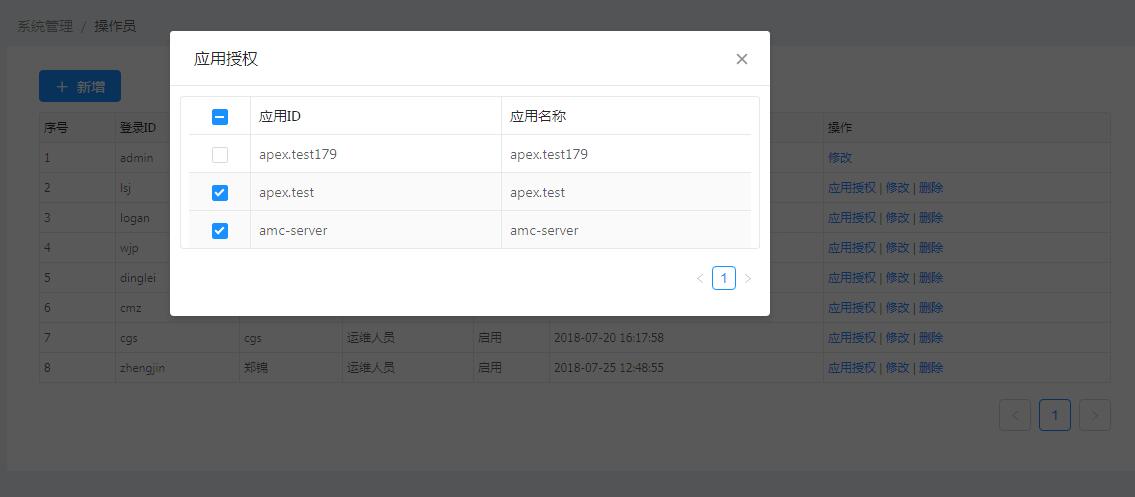 系统管理 / 操作员
应用授权
新增
应用ID 应用名称
序号 登录ID 操作
apex.test179 apex.test179
1 admin 修改
apex.test apex.test
2 lsj 应用授权 | 修改 | 删除
3 logan 应用授权 | 修改 | 删除
amc-server amc-server
4 wjp 应用授权 | 修改 | 删除
5 dinglei 应用授权 | 修改 | 删除
1
6 cmz 应用授权 | 修改 | 删除
7 cgs cgs 运维人员 启用 2018-07-20 16:17:58 应用授权 | 修改 | 删除
8 zhengjin 郑锦 运维人员 启用 2018-07-25 12:48:55 应用授权 | 修改 | 删除
1